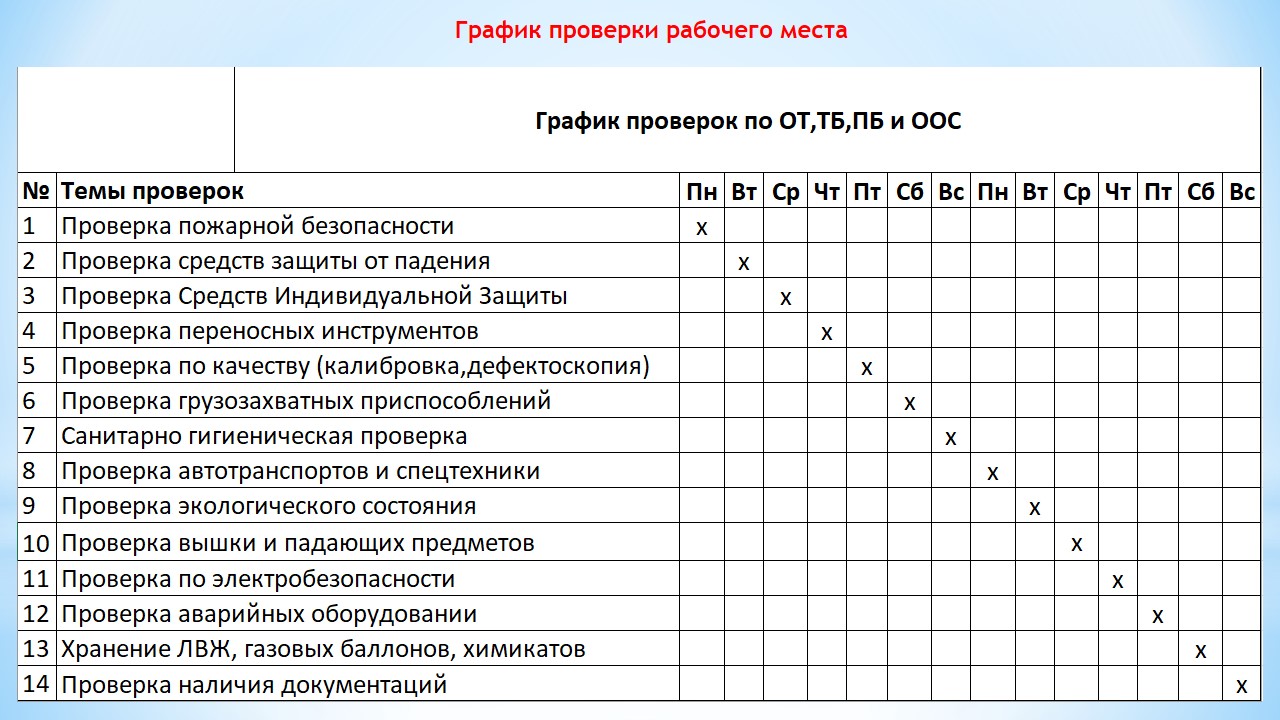 График проверки рабочего места
График проверок по ОТ,ТБ,ПБ и ООС
№ Темы проверок Пн Вт Ср Чт Пт Сб Вс Пн Вт Ср Чт Пт Сб Вс
1 Проверка пожарной безопасности х
2 Проверка средств защиты от падения х
3 Проверка Средств Индивидуальной Защиты х
4 Проверка переносных инструментов х
5 Проверка по качеству (калибровка,дефектоскопия) х
6 Проверка грузозахватных приспособлений х
7 Санитарно гигиеническая проверка х
8 Проверка автотранспортов и спецтехники х
9 Проверка экологического состояния х
10 Проверка вышки и падающих предметов х
11 Проверка по электробезопасности х
12 Проверка аварийных оборудовании х
13 Хранение ЛВЖ, газовых баллонов, химикатов х
14 Проверка наличия документаций х